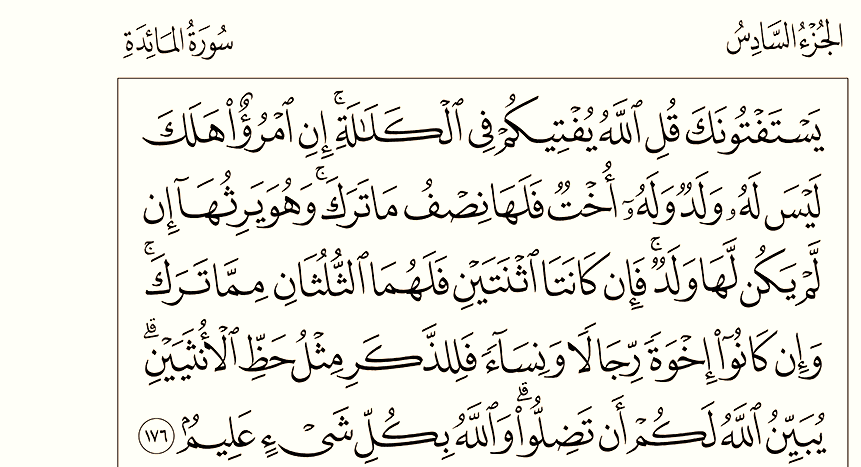 الجُزْءُ السَّادِسُ
سُورَةُ المَائِدَةِ
يَسۡتَفۡتُونَكَ قُلِ ٱللَّهُ يُفۡتِيكُمۡ فِي ٱلۡكَلَٰلَةِۚ إِنِ ٱمۡرُؤٌاْ هَلَكَ
لَيۡسَ لَهُۥ وَلَدٞ وَلَهُۥٓ أُخۡتٞ فَلَهَا نِصۡفُ مَا تَرَكَۚ وَهُوَ يَرِثُهَآ إِن
لَّمۡ يَكُن لَّهَا وَلَدٞۚ فَإِن كَانَتَا ٱثۡنَتَيۡنِ فَلَهُمَا ٱلثُّلُثَانِ مِمَّا تَرَكَۚ
وَإِن كَانُوٓاْ إِخۡوَةٗ رِّجَالٗا وَنِسَآءٗ فَلِلذَّكَرِ مِثۡلُ حَظِّ ٱلۡأُنثَيَيۡنِۗ
يُبَيِّنُ ٱللَّهُ لَكُمۡ أَن تَضِلُّواْۗ وَٱللَّهُ بِكُلِّ شَيۡءٍ عَلِيمُۢ ١٧٦